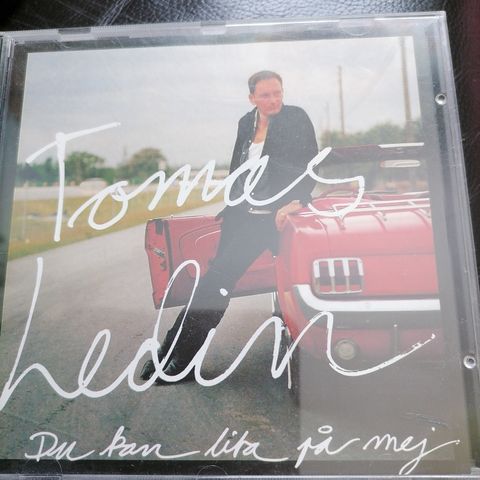 Tomas
Ledin
Du kan lita på mej